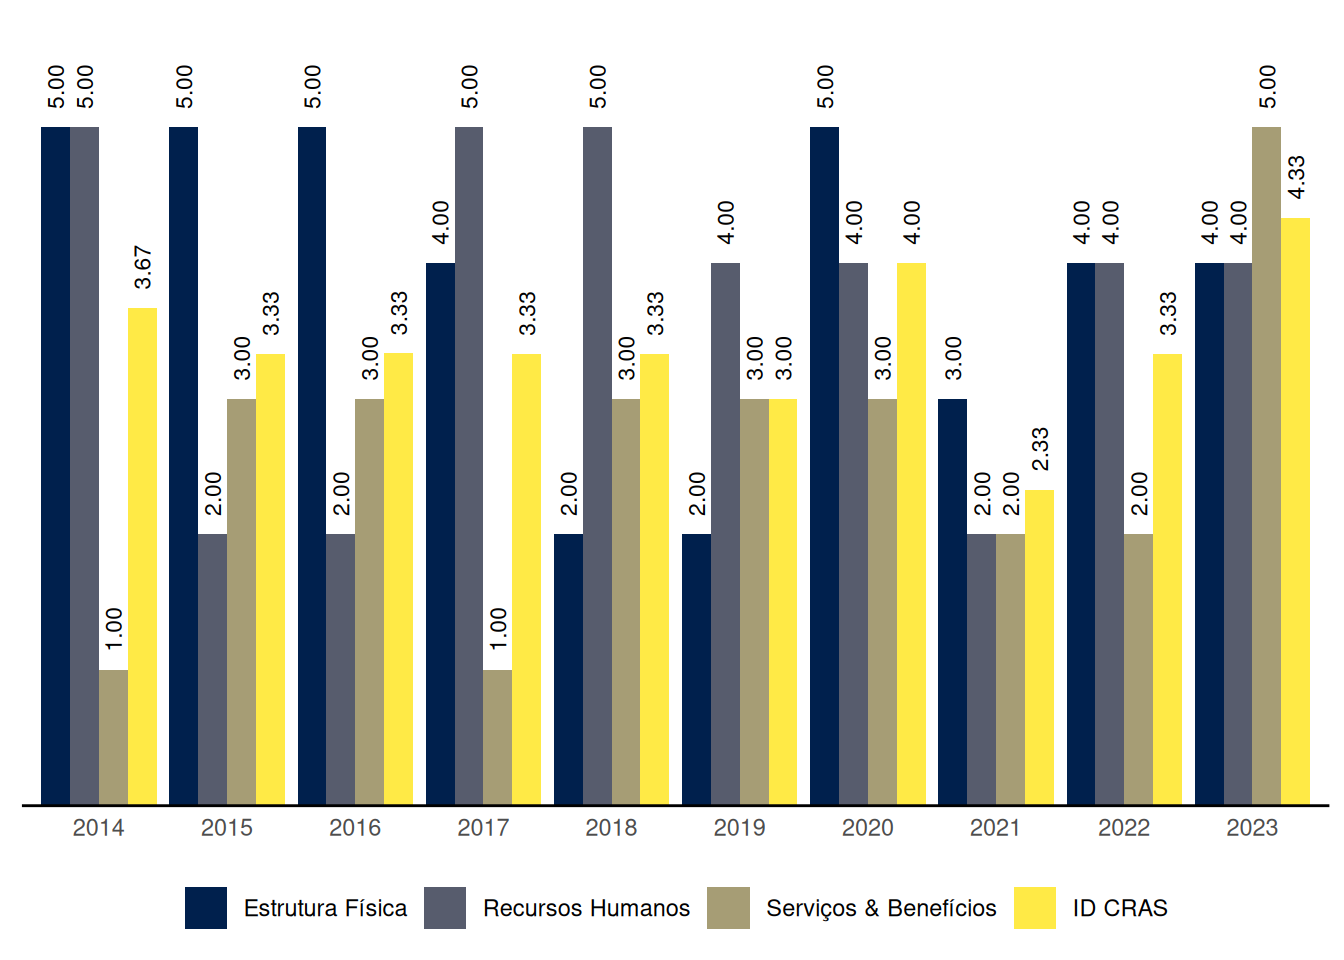 5.00 5.00 1.00 3.67
5.00 2.00 3.00 3.33
5.00 2.00 3.00 3.33
4.00 5.00 1.00 3.33
2.00 5.00 3.00 3.33
2.00 4.00 3.00 3.00
5.00 4.00 3.00 4.00
3.00 2.00 2.00 2.33
4.00 4.00 2.00 3.33
4.00 4.00 5.00 4.33
2014 2015 2016 2017 2018 2019 2020 2021 2022 2023
Estrutura Física Recursos Humanos Serviços & Benefícios ID CRAS